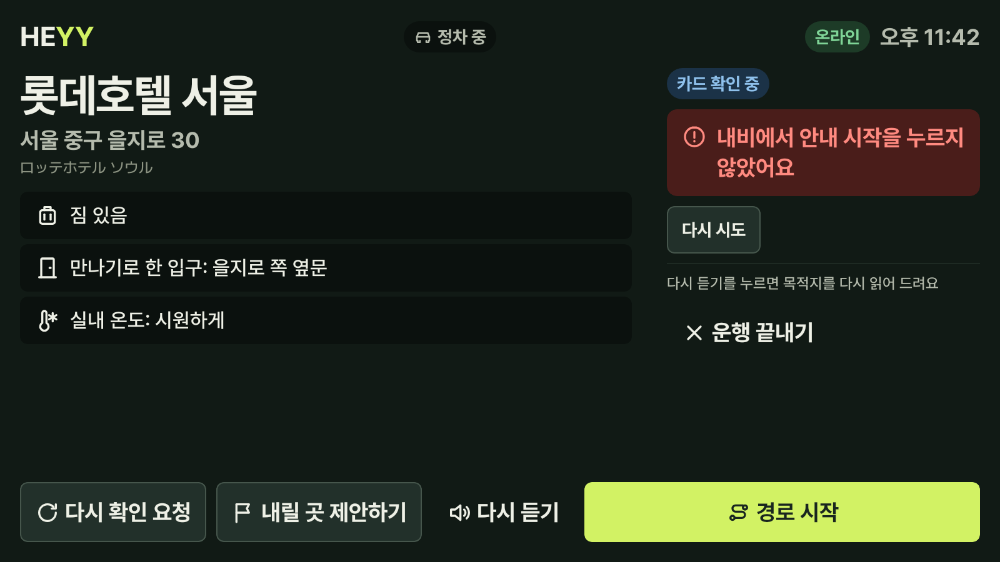 HEYY
정차 중
온라인
오후 11:42
롯데호텔 서울
서울 중구 을지로 30
ロッテホテル ソウル
짐 있음
만나기로 한 입구: 을지로 쪽 옆문
실내 온도: 시원하게
카드 확인 중
내비에서 안내 시작을 누르지
않았어요
다시 시도
다시 듣기를 누르면 목적지를 다시 읽어 드려요
운행 끝내기
다시 확인 요청
내릴 곳 제안하기
다시 듣기
경로 시작